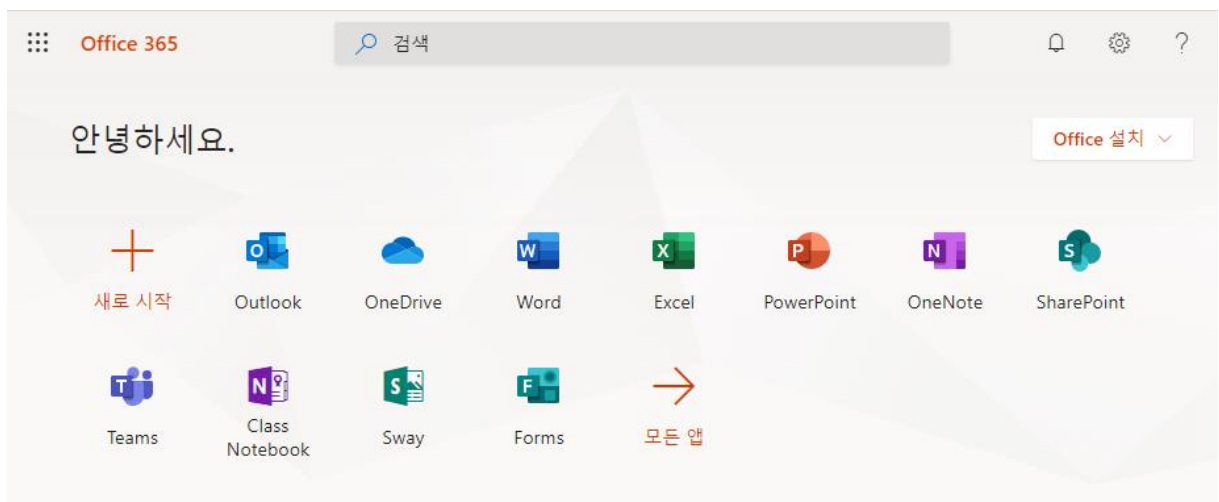 Office 365
검색
안녕하세요.
Office 설치
새로 시작
Outlook
OneDrive
Word
Excel
PowerPoint
OneNote
SharePoint
Teams
Class
Notebook
Sway
Forms
모든 앱